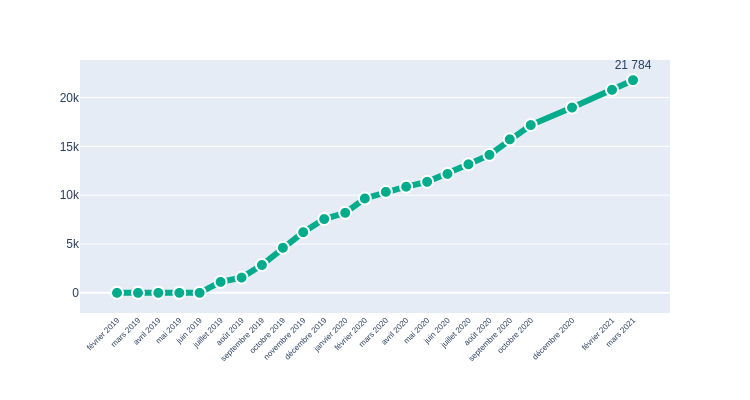 21 784
20k
15k
10k
5k
0
février 2019
mars 2019
avril 2019
mai 2019
juin 2019
juillet 2019
août 2019
septembre 2019
octobre 2019
novembre 2019
décembre 2019
janvier 2020
février 2020
mars 2020
avril 2020
mai 2020
juin 2020
juillet 2020
août 2020
septembre 2020
octobre 2020
décembre 2020
février 2021
mars 2021